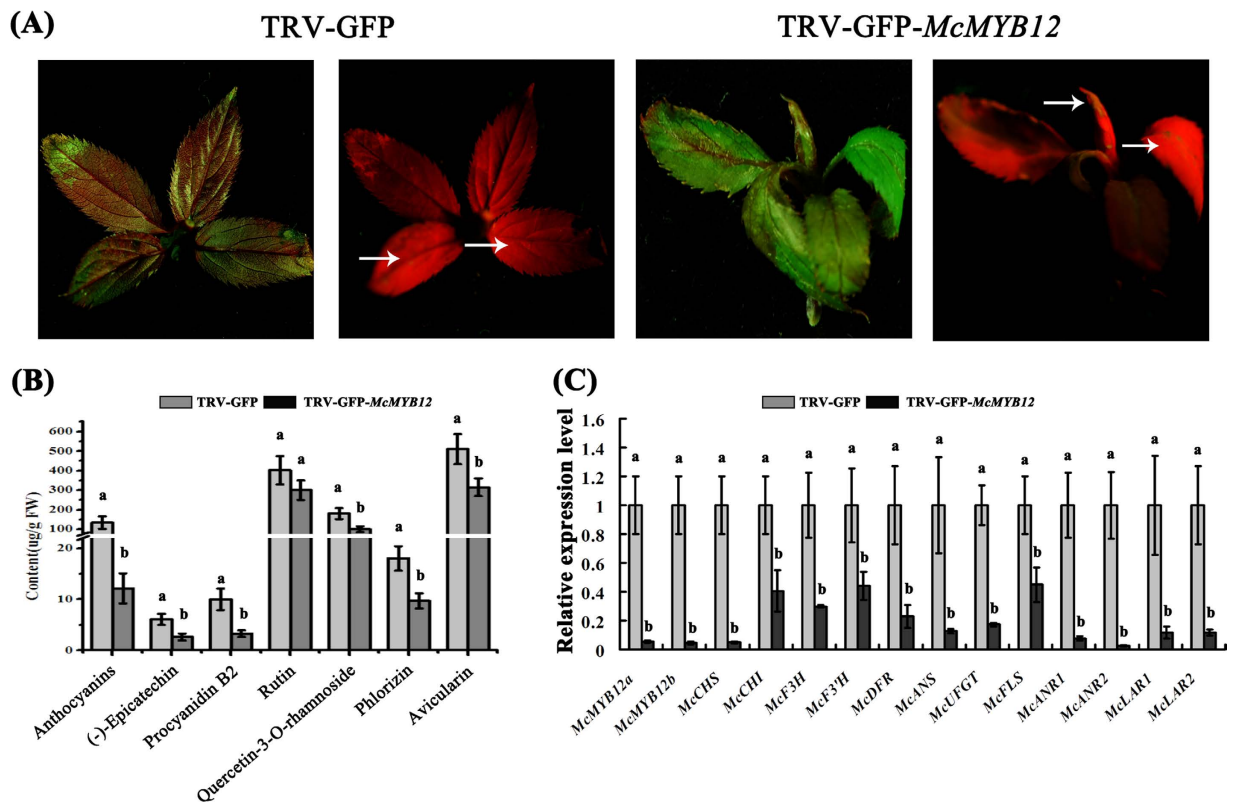 (A)
TRV-GFP
TRV-GFP-McMYB12
(B)
TRV-GFP
TRV-GFP-McMYB12
Content(ug/g FW)
600
500
400
300
200
100
20
10
0
a
b
a
b
a
b
a
a
a
b
a
b
a
b
Anthocyanins
(-)-Epicatechin
Procyanidin B2
Rutin
Quercetin-3-O-rhamnoside
Phlorizin
Avicularin
(C)
TRV-GFP
TRV-GFP-McMYB12
Relative expression level
1.6
1.4
1.2
1
0.8
0.6
0.4
0.2
0
a
b
a
b
a
b
a
b
a
b
a
b
a
b
a
b
a
b
a
b
a
b
a
b
a
b
a
b
McMYB12a
McMYB12b
McCHS
McCHI
McF3H
McF3'H
McDFR
McANS
McUFGT
McFLS
McANR1
McANR2
McLAR1
McLAR2